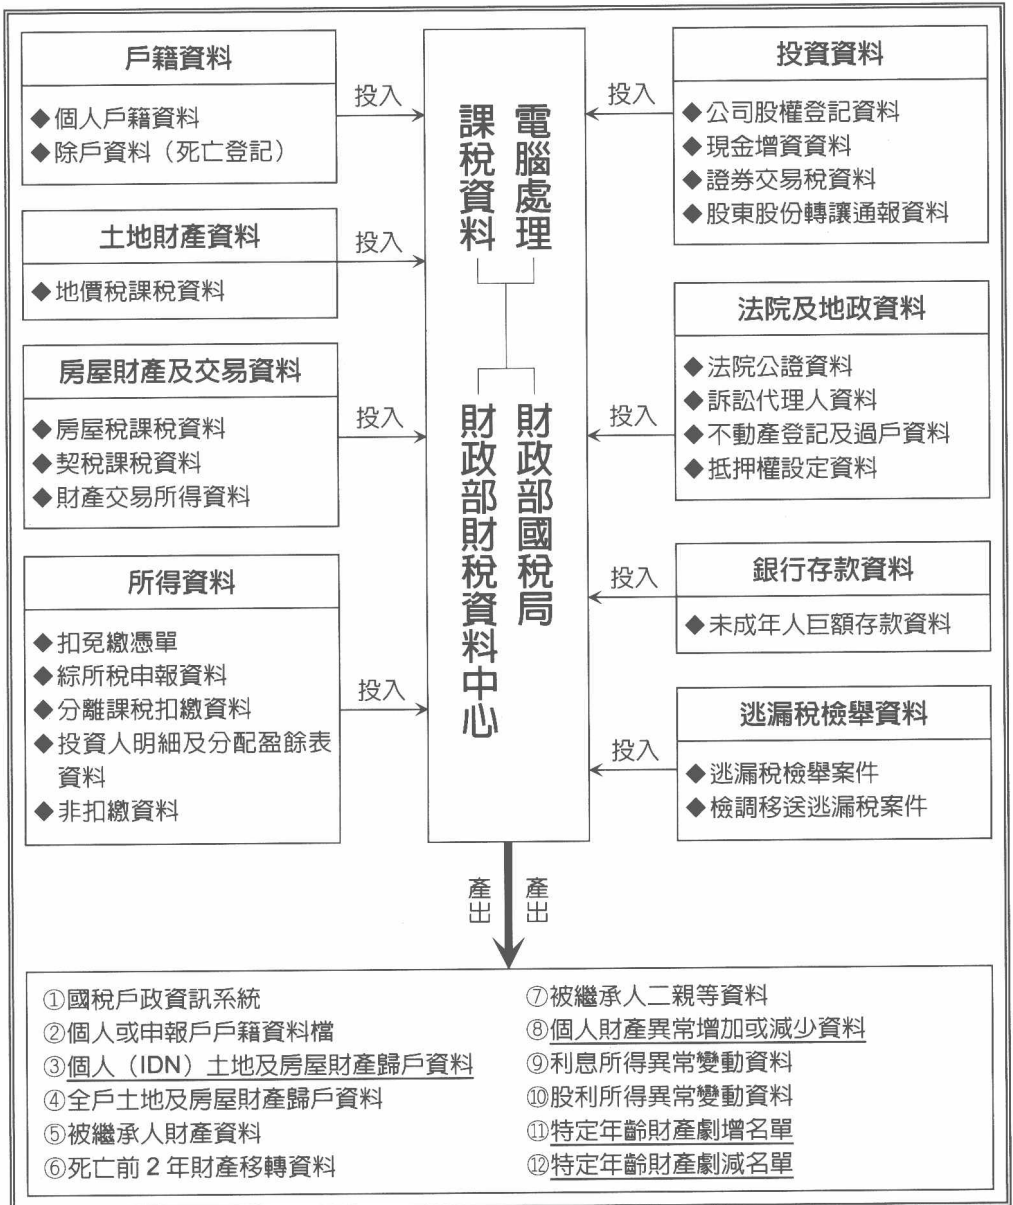 戶籍資料
◆個人戶籍資料
◆除戶資料（死亡登記）
投入
土地財產資料
◆地價稅課稅資料
投入
房屋財產及交易資料
◆房屋稅課稅資料
◆契稅課稅資料
◆財產交易所得資料
投入
所得資料
◆扣免繳憑單
◆綜所稅申報資料
◆分離課稅扣繳資料
◆投資人明細及分配盈餘表
資料
◆非扣繳資料
投入
電腦處理
課稅資料
財政部國稅局
財政部財稅資料中心
投資資料
◆公司股權登記資料
◆現金增資資料
◆證券交易稅資料
◆股東股份轉讓通報資料
投入
法院及地政資料
◆法院公證資料
◆訴訟代理人資料
◆不動產登記及過戶資料
◆抵押權設定資料
投入
銀行存款資料
◆未成年人巨額存款資料
投入
逃漏稅檢舉資料
◆逃漏稅檢舉案件
◆檢調移送逃漏稅案件
投入
產出
產出
①國稅戶政資訊系統
②個人或申報戶戶籍資料檔
③個人（IDN）土地及房屋財產歸戶資料
④全戶土地及房屋財產歸戶資料
⑤被繼承人財產資料
⑥死亡前2年財產移轉資料
⑦被繼承人二親等資料
⑧個人財產異常增加或減少資料
⑨利息所得異常變動資料
⑩股利所得異常變動資料
⑪特定年齡財產劇增名單
⑫特定年齡財產劇減名單